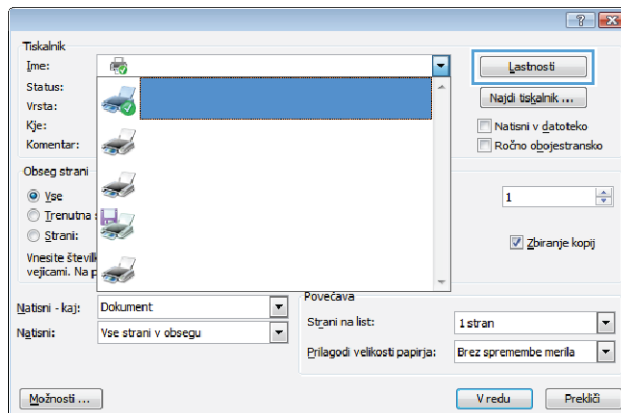 Tiskalnik
Ime:
Lastnosti
Status:
Najdi tiskalnik ...
Vrsta:
Kje:
Natisni v datoteko
Komentar:
Ročno obojestransko
Obseg strani
Vse
1
Trenutna
Strani:
Zbiranje kopij
Vnesite števil
vejicami. Na p
Povečava
Natisni - kaj:
Dokument
Strani na list:
1 stran
Natisni:
Vse strani v obsegu
Prilagodi velikosti papirja:
Brez spremembe merila
Možnosti ...
V redu
Prekliči